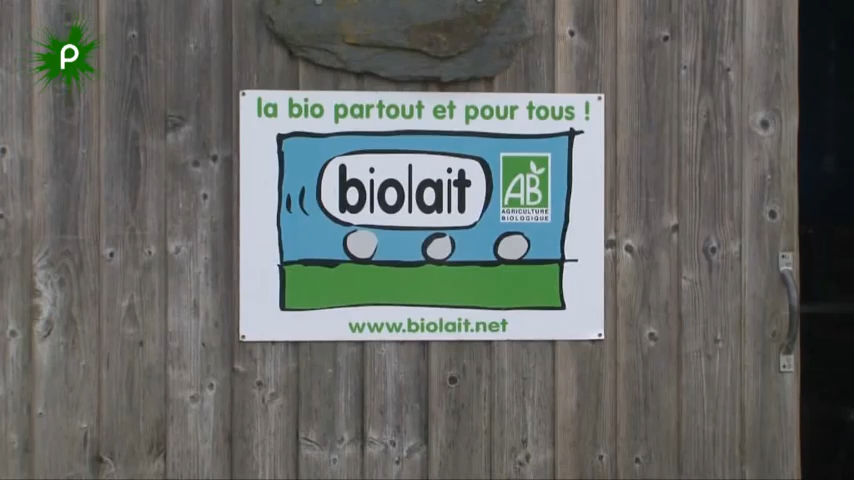 P
la bio partout et pour tous !
biolait
AB
AGRICULTURE
BIOLOGIQUE
www.biolait.net